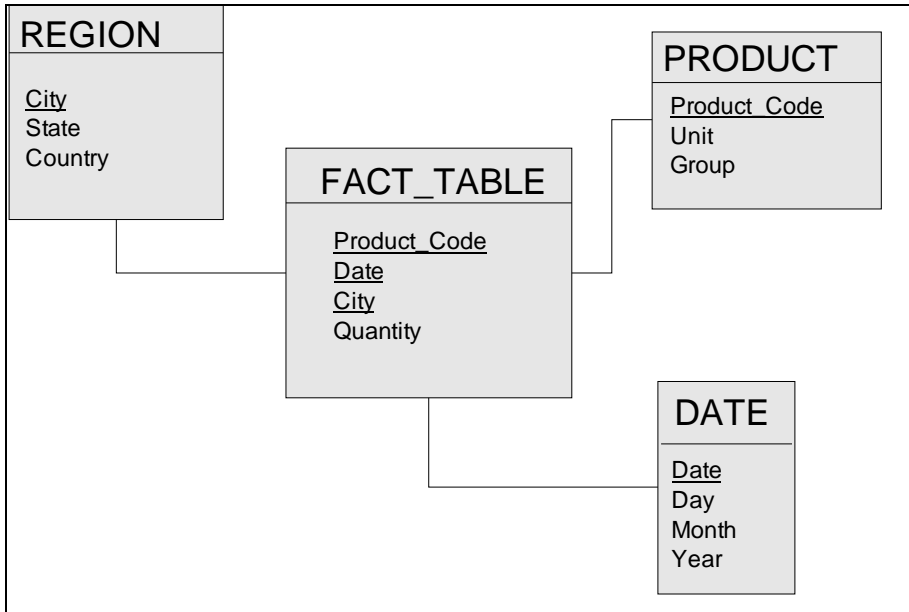 REGION
City
State
Country
PRODUCT
Product_Code
Unit
Group
FACT_TABLE
Product_Code
Date
City
Quantity
DATE
Date
Day
Month
Year